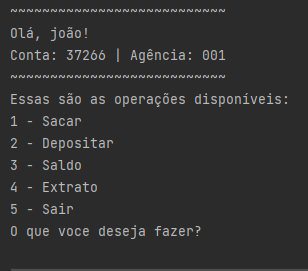 ~~~~~~~~~~~~~~~~~~~~~~~~~~~
Olá, joão!
Conta: 37266 | Agência: 001
~~~~~~~~~~~~~~~~~~~~~~~~~~~
Essas são as operações disponíveis:
1 - Sacar
2 - Depositar
3 - Saldo
4 - Extrato
5 - Sair
O que voce deseja fazer?